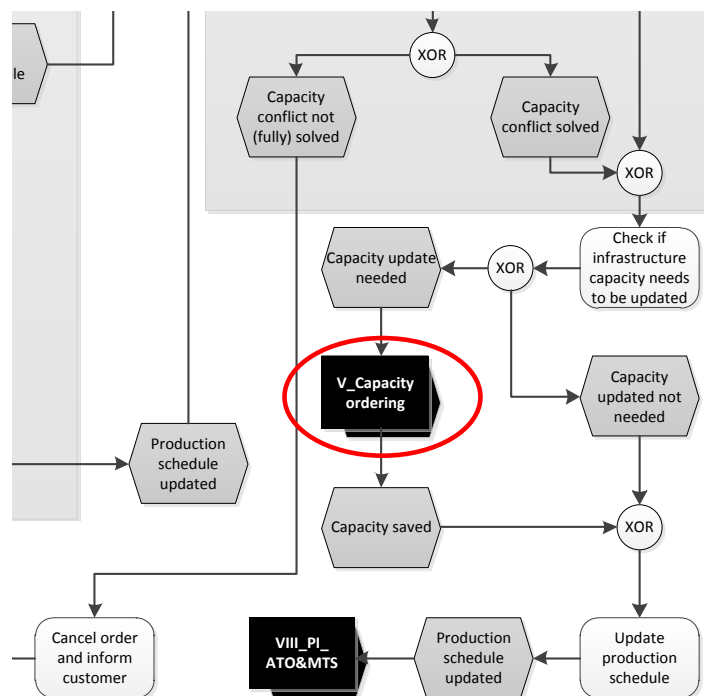 le
XOR
Capacity
conflict not
(fully) solved
Capacity
conflict solved
XOR
Check if
infrastructure
capacity needs
to be updated
XOR
Capacity update
needed
V_Capacity
ordering
Capacity
updated not
needed
Production
schedule
updated
Capacity saved
XOR
Cancel order
and inform
customer
VIII_PI_
ATO&MTS
Production
schedule
updated
Update
production
schedule